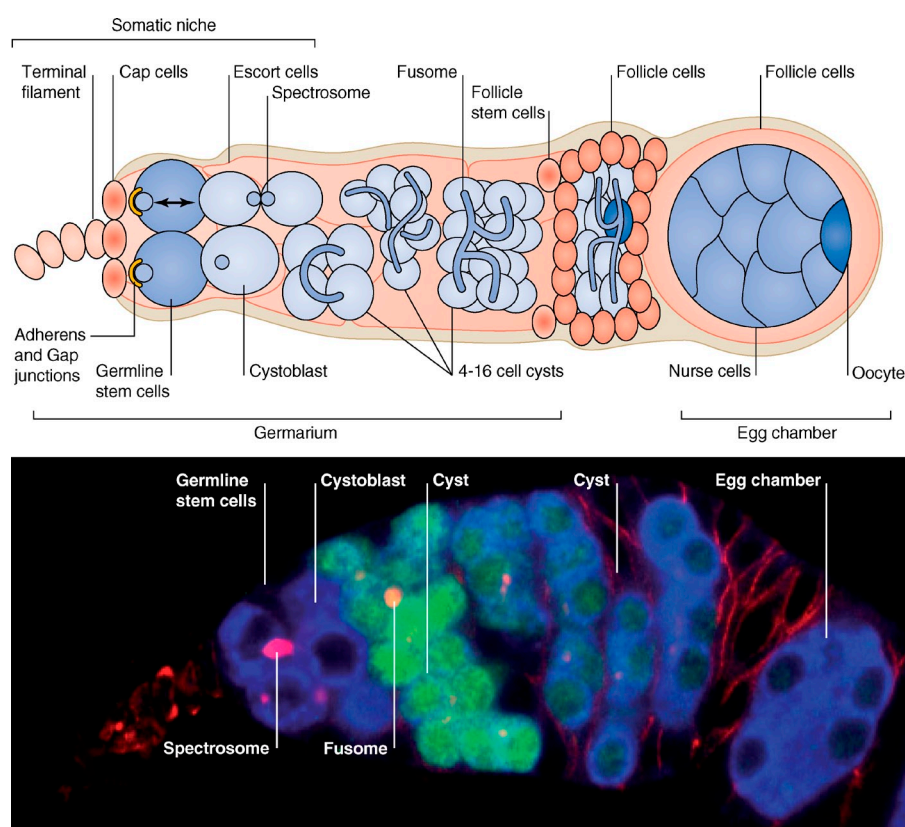 Somatic niche
Terminal
filament
Cap cells
Escort cells
Spectrosome
Fusome
Follicle
stem cells
Follicle cells
Follicle cells
Adherens
and Gap
junctions
Germline
stem cells
Cystoblast
4-16 cell cysts
Nurse cells
Oocyte
Germarium
Egg chamber
Germline
stem cells
Cystoblast
Cyst
Cyst
Egg chamber
Spectrosome
Fusome